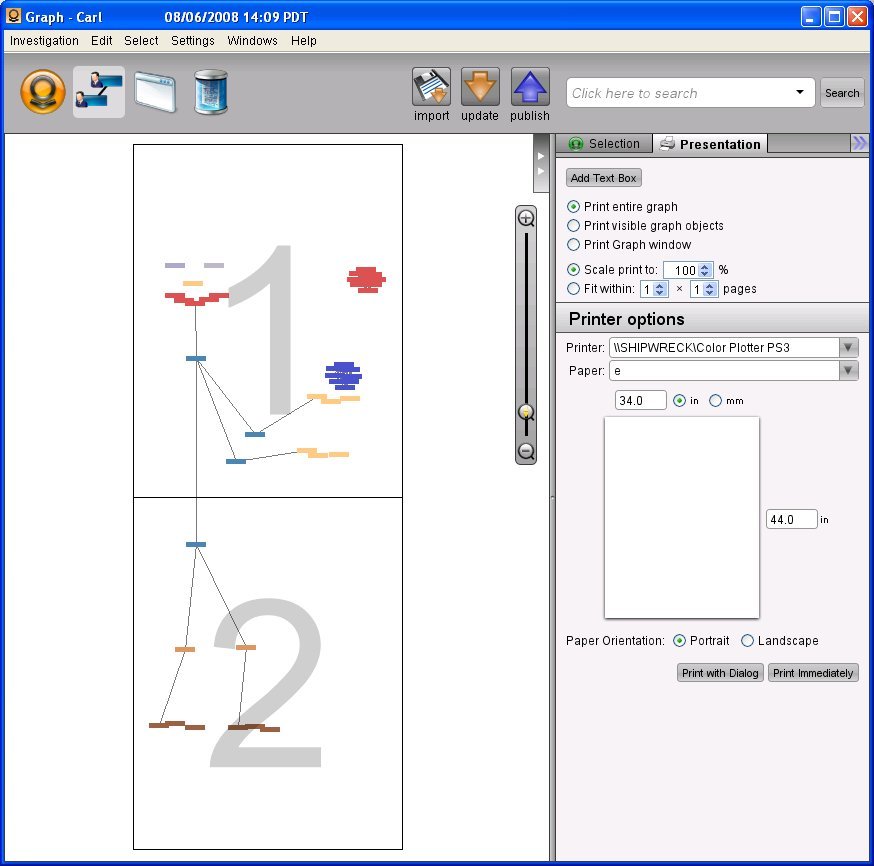 Graph - Carl 08/06/2008 14:09 PDT
Investigation Edit Select Settings Windows Help
import update publish
Click here to search Search
Selection Presentation
Add Text Box
Print entire graph
Print visible graph objects
Print Graph window
Scale print to: 100 %
Fit within: 1 × 1 pages
Printer options
Printer: \\SHIPWRECK\Color Plotter PS3
Paper: e
34.0 in mm
44.0 in
Paper Orientation: Portrait Landscape
Print with Dialog Print Immediately
1
2